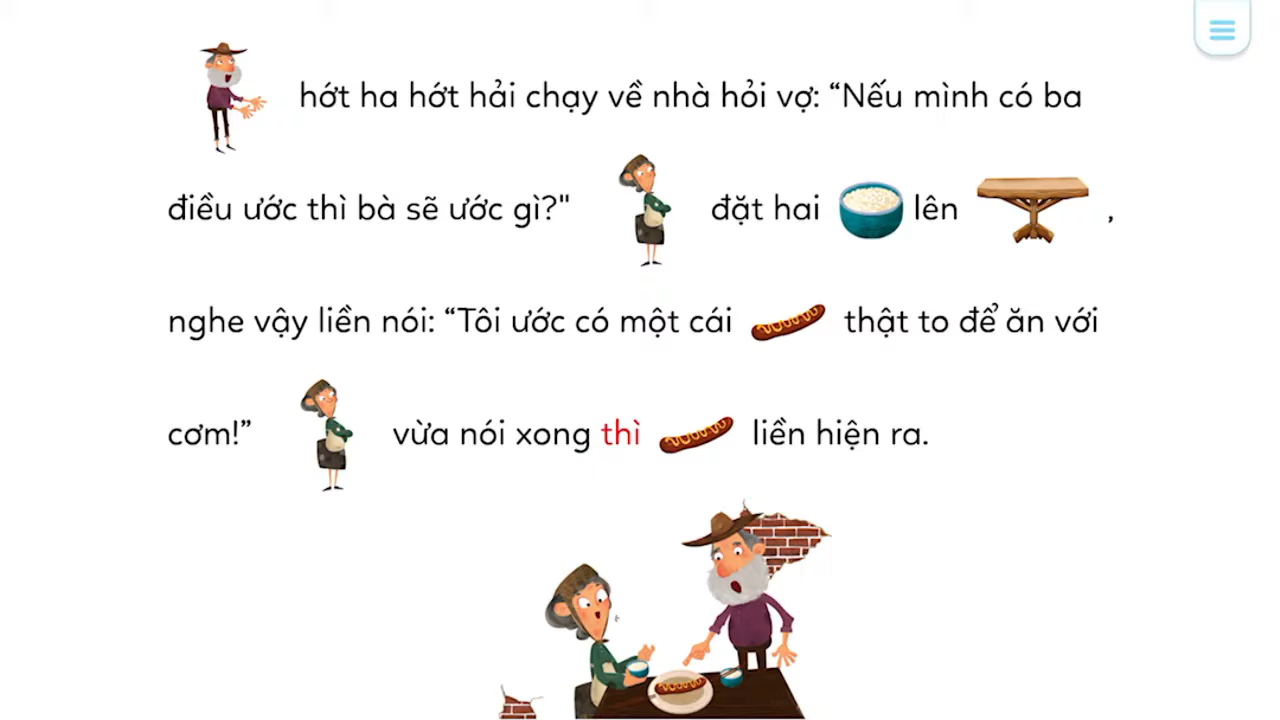 hớt ha hớt hải chạy về nhà hỏi vợ: “Nếu mình có ba
điều ước thì bà sẽ ước gì?" đặt hai lên ,
nghe vậy liền nói: “Tôi ước có một cái thật to để ăn với
cơm!” vừa nói xong thì liền hiện ra.